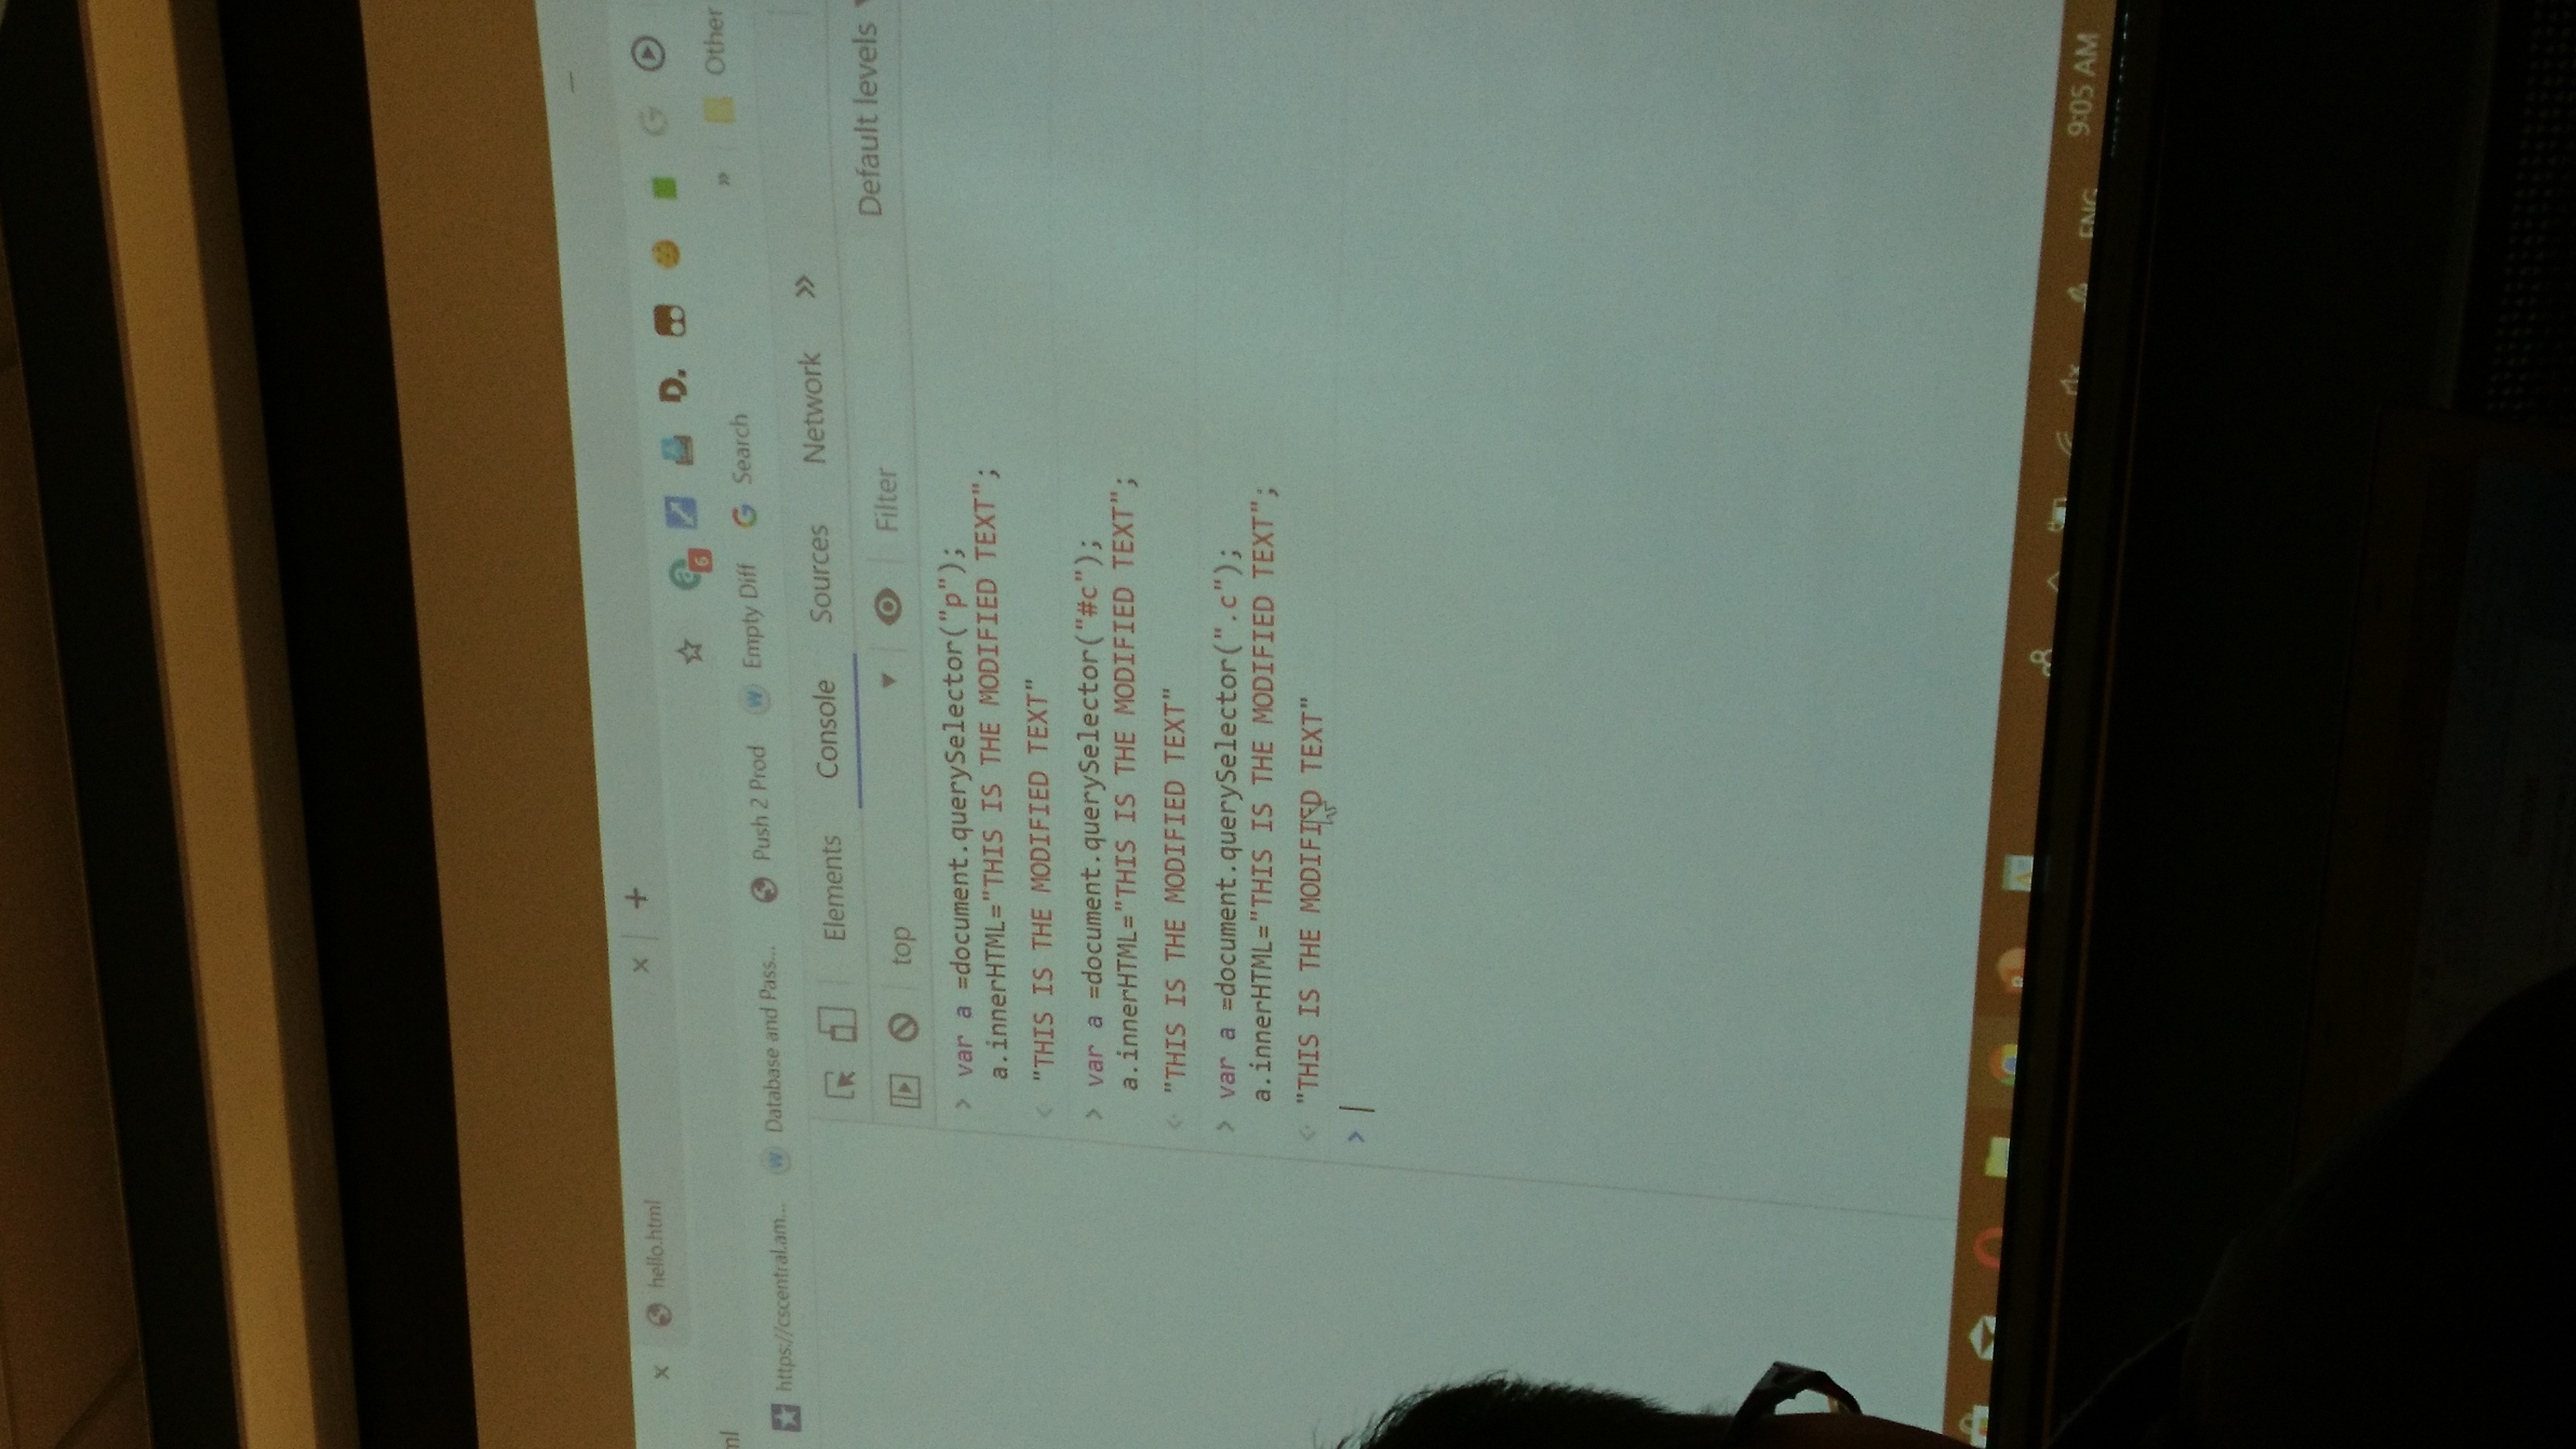 hello.html
ml
6
D.
https://cscentral.am...
Database and Pass...
Push 2 Prod
Empty Diff
Search
»
Other
Elements
Console
Sources
Network
»
top
Filter
Default levels
> var a =document.querySelector("p");
a.innerHTML="THIS IS THE MODIFIED TEXT";
"THIS IS THE MODIFIED TEXT"
> var a =document.querySelector("#c");
a.innerHTML="THIS IS THE MODIFIED TEXT";
"THIS IS THE MODIFIED TEXT"
> var a =document.querySelector(".c");
a.innerHTML="THIS IS THE MODIFIED TEXT";
"THIS IS THE MODIFIED TEXT"
>
ENG
9:05 AM